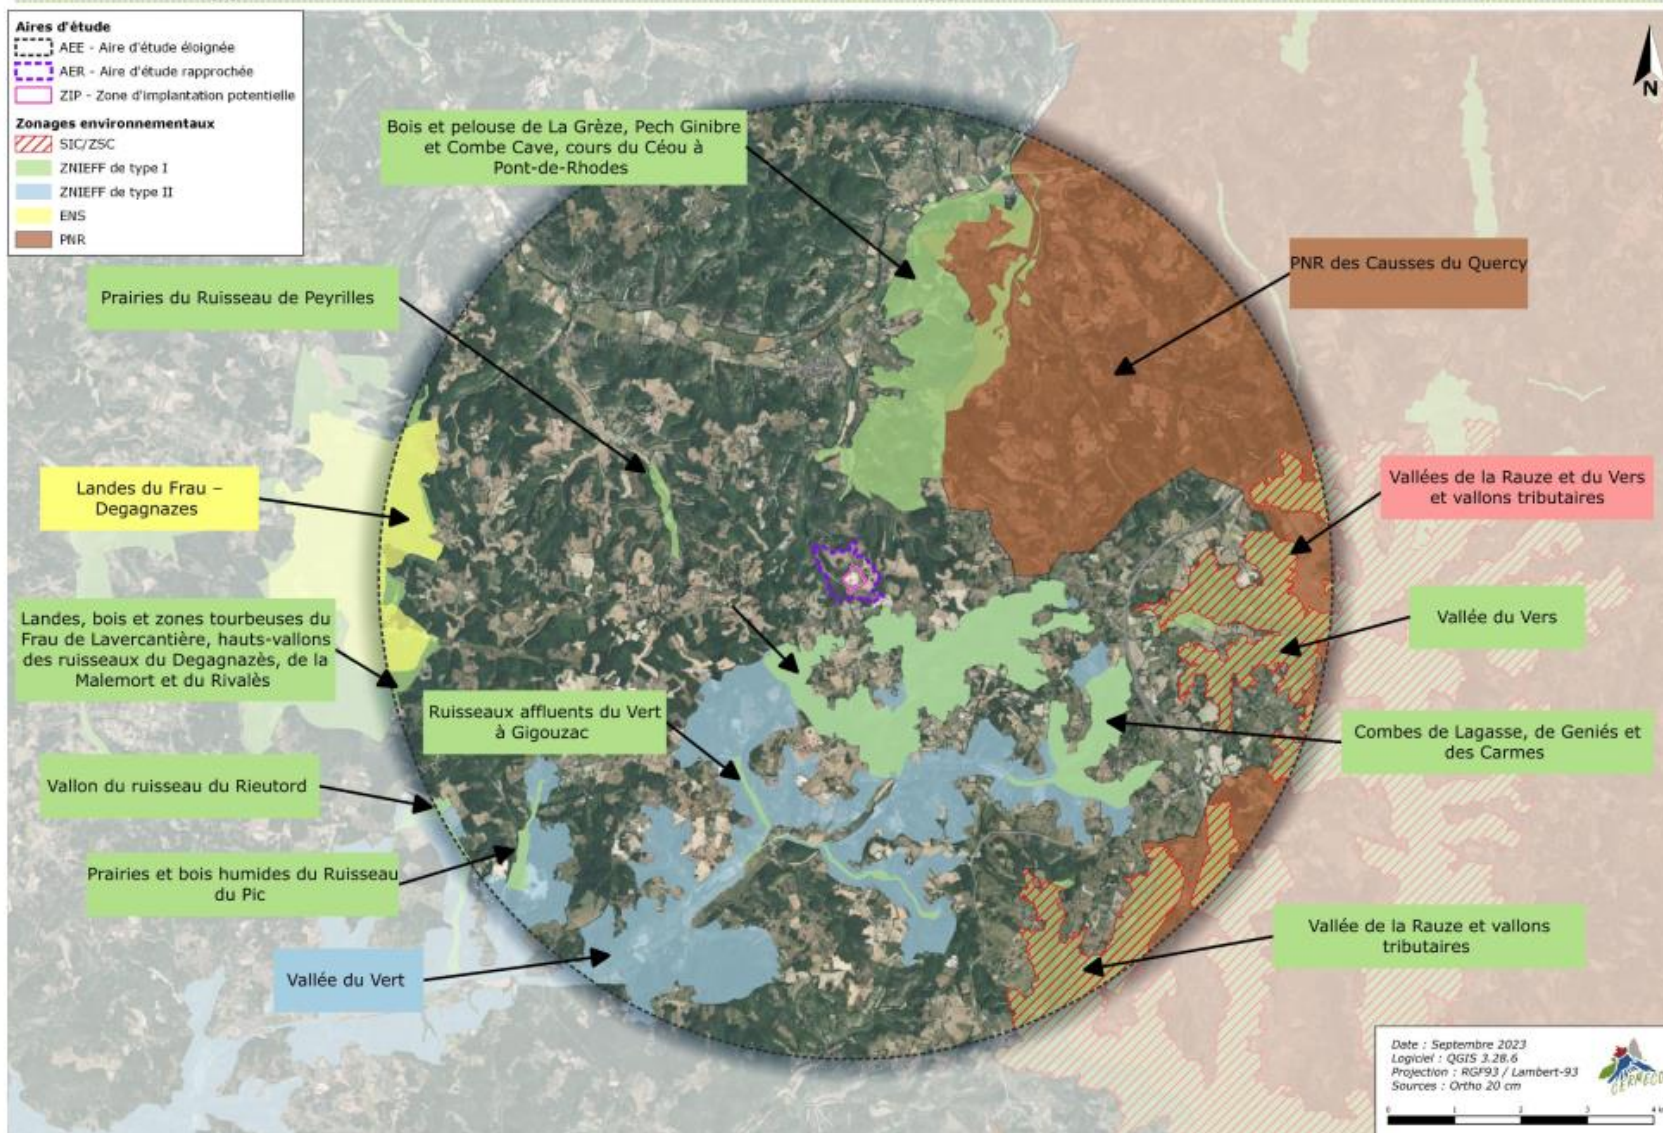 Aires d'étude
AEE - Aire d'étude éloignée
AER - Aire d'étude rapprochée
ZIP - Zone d'implantation potentielle
Zonages environnementaux
SIC/ZSC
ZNIEFF de type I
ZNIEFF de type II
ENS
PNR
N
Bois et pelouse de La Grèze, Pech Ginibre
et Combe Cave, cours du Céou à
Pont-de-Rhodes
PNR des Causses du Quercy
Prairies du Ruisseau de Peyrilles
Landes du Frau –
Degagnazes
Vallées de la Rauze et du Vers
et vallons tributaires
Landes, bois et zones tourbeuses du
Frau de Lavercantière, hauts-vallons
des ruisseaux du Degagnazès, de la
Malemort et du Rivalès
Vallée du Vers
Ruisseaux affluents du Vert
à Gigouzac
Combes de Lagasse, de Geniés et
des Carmes
Vallon du ruisseau du Rieutord
Prairies et bois humides du Ruisseau
du Pic
Vallée de la Rauze et vallons
tributaires
Vallée du Vert
Date : Septembre 2023
Logiciel : QGIS 3.28.6
Projection : RGF93 / Lambert-93
Sources : Ortho 20 cm
CERMECO
0 1 2 3 4 k